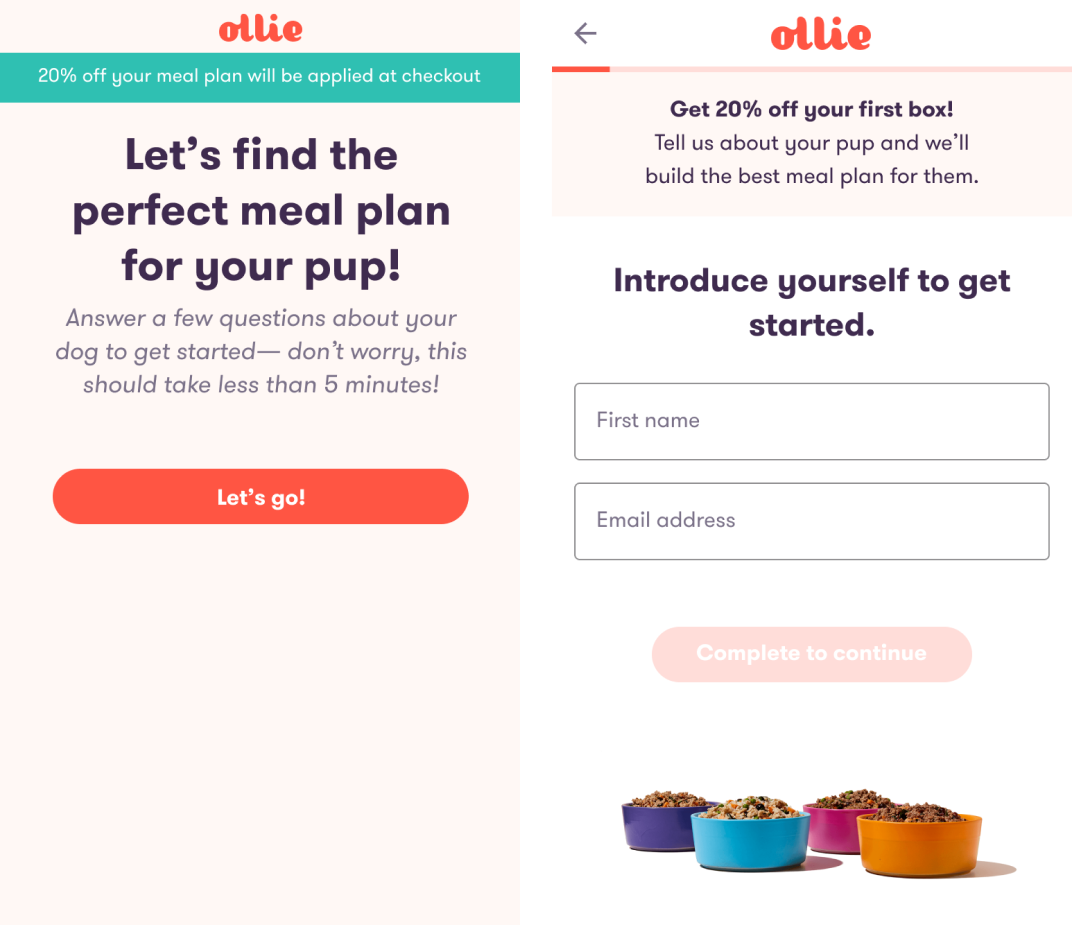 ollie
20% off your meal plan will be applied at checkout
Let's find the
perfect meal plan
for your pup!
Answer a few questions about your
dog to get started— don't worry, this
should take less than 5 minutes!
Let's go!
ollie
Get 20% off your first box!
Tell us about your pup and we'll
build the best meal plan for them.
Introduce yourself to get
started.
First name
Email address
Complete to continue